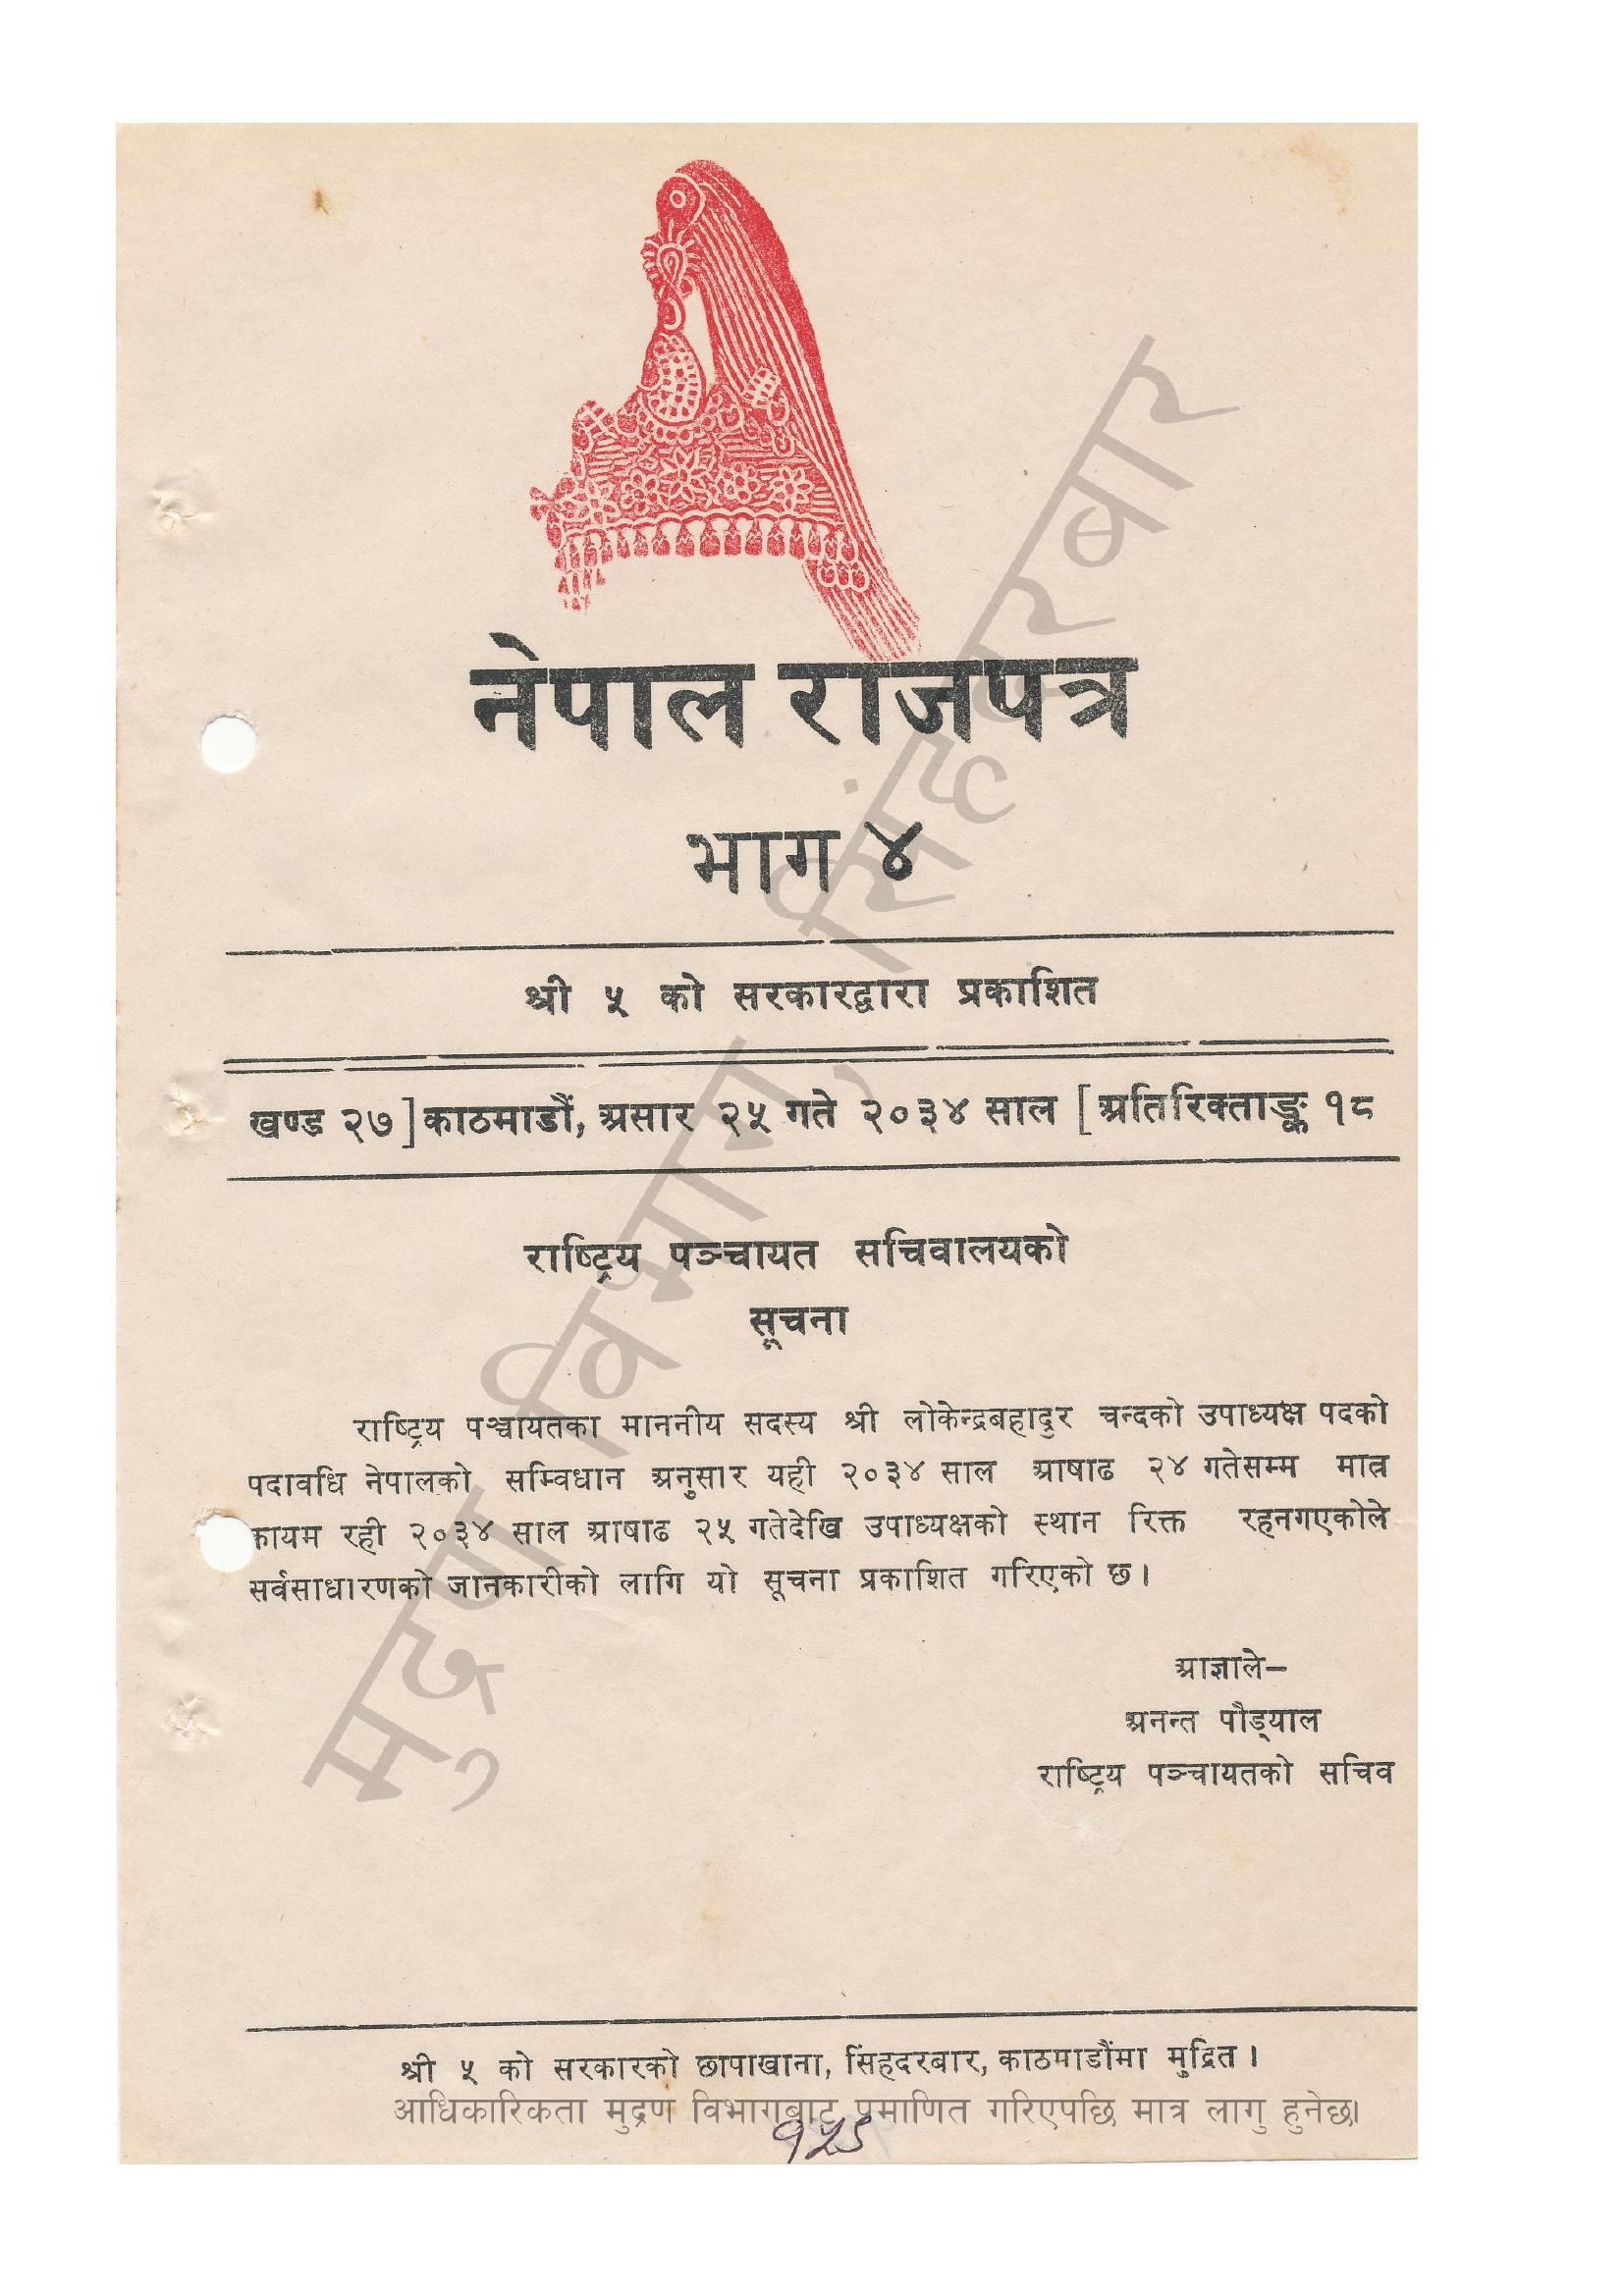 नेपाल राजपत्र
भाग ४
श्री ५ को सरकारद्वारा प्रकाशित
खण्ड २७] काठमाडौं, असार २५ गते २०३४ साल [अतिरिक्ताङ्क १८
राष्ट्रिय पञ्चायत सचिवालयको
सूचना
राष्ट्रिय पञ्चायतका माननीय सदस्य श्री लोकेन्द्रबहादुर चन्दको उपाध्यक्ष पदको
पदावधि नेपालको सम्विधान अनुसार यही २०३४ साल आषाढ २४ गतेसम्म मात्र
कायम रही २०३४ साल आषाढ २५ गतेदेखि उपाध्यक्षको स्थान रिक्त रहनगएकोले
सर्वसाधारणको जानकारीको लागि यो सूचना प्रकाशित गरिएको छ।
आज्ञाले—
अनन्त पौड्याल
राष्ट्रिय पञ्चायतको सचिव
श्री ५ को सरकारको छापाखाना, सिंहदरबार, काठमाडौंमा मुद्रित।
आधिकारिकता मुद्रण विभागबाट प्रमाणित गरिएपछि मात्र लागु हुनेछ।
मुद्रण विभाग, सिंहदरबार